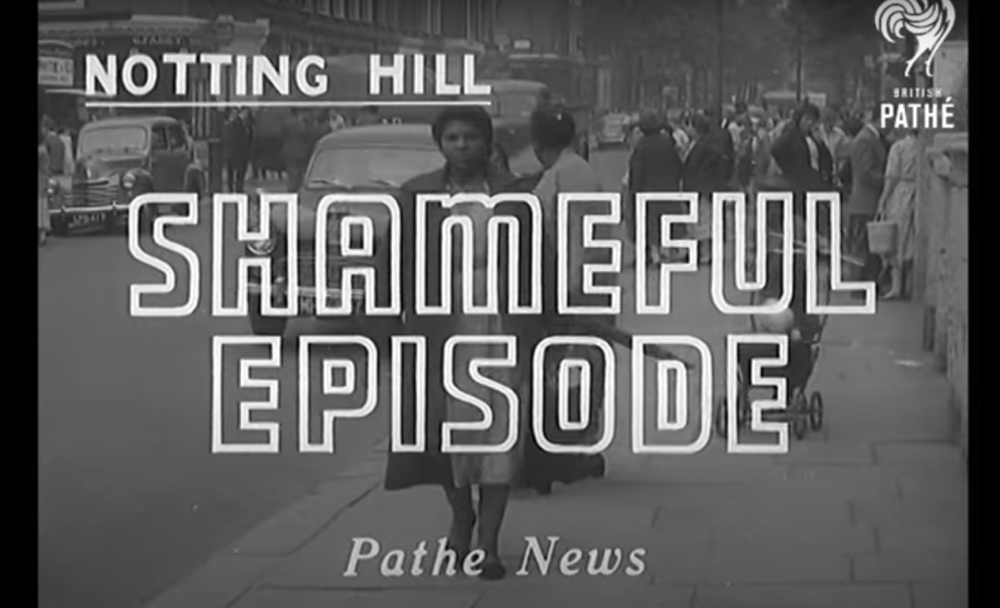 NOTTING HILL
BRITISH
PATHÉ
SHAMEFUL
EPISODE
Pathe News